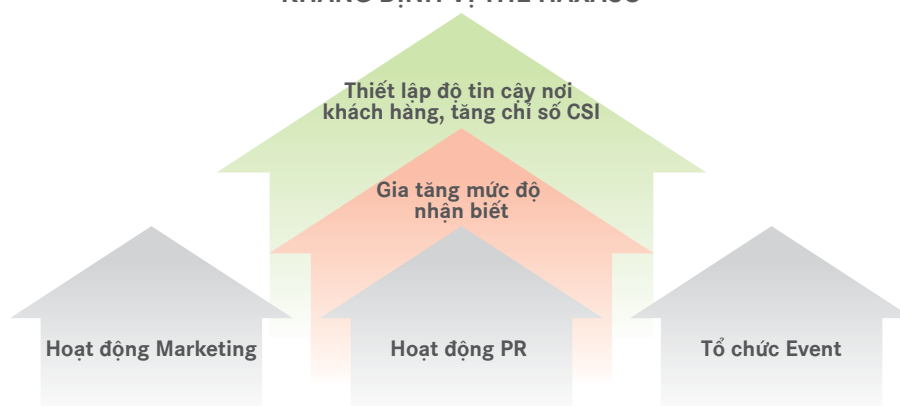 Thiết lập độ tin cậy nơi
khách hàng, tăng chỉ số CSI
Gia tăng mức độ
nhận biết
Hoạt động Marketing
Hoạt động PR
Tổ chức Event